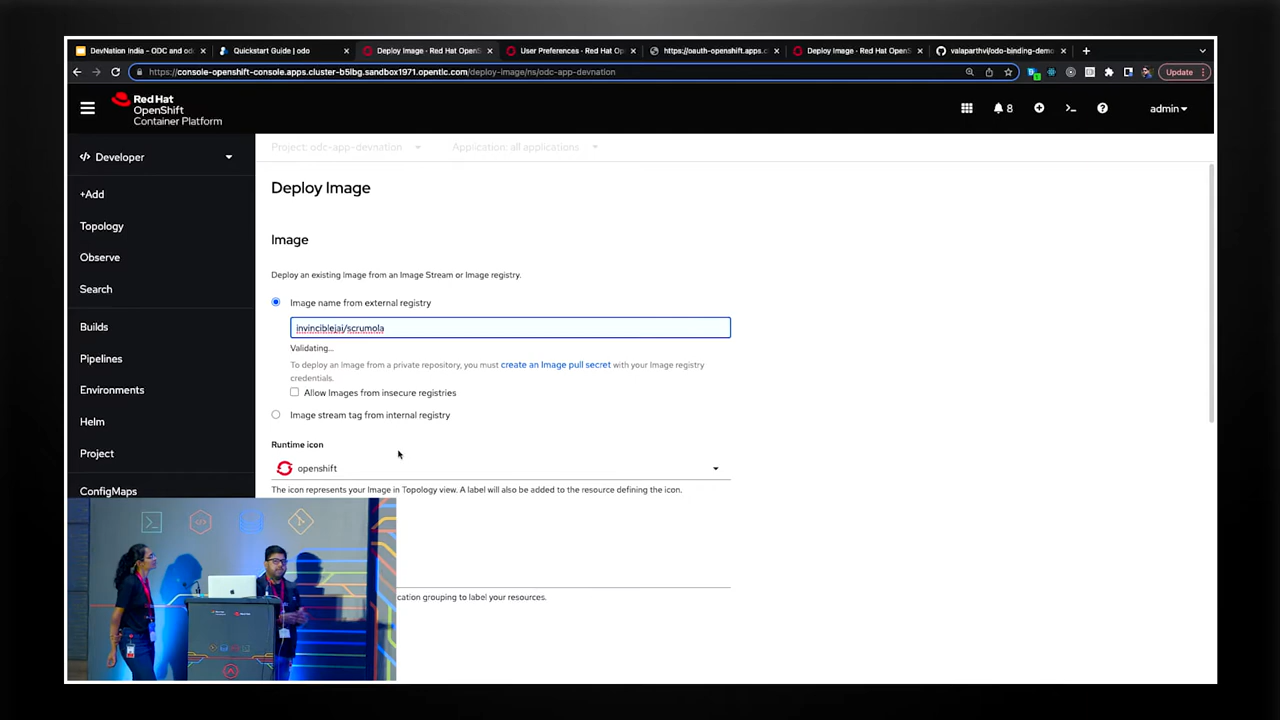 DevNation India - ODC and od
Quickstart Guide | odo
Deploy Image - Red Hat OpenS
User Preferences - Red Hat Op
https://oauth-openshift.apps.c
Deploy Image - Red Hat OpenS
valaparthvi/odo-binding-demo
https://console-openshift-console.apps.cluster-b5lbg.sandbox1971.opentlc.com/deploy-image/ns/odc-app-devnation
Update
Red Hat
OpenShift
Container Platform
8
admin
Developer
Project: odc-app-devnation
Application: all applications
+Add
Topology
Observe
Search
Builds
Pipelines
Environments
Helm
Project
ConfigMaps
Deploy Image
Image
Deploy an existing Image from an Image Stream or Image registry.
Image name from external registry
invinciblejai/scrumola
Validating...
To deploy an Image from a private repository, you must create an Image pull secret with your Image registry
credentials.
Allow Images from insecure registries
Image stream tag from internal registry
Runtime icon
openshift
The icon represents your Image in Topology view. A label will also be added to the resource defining the icon.
cation grouping to label your resources.